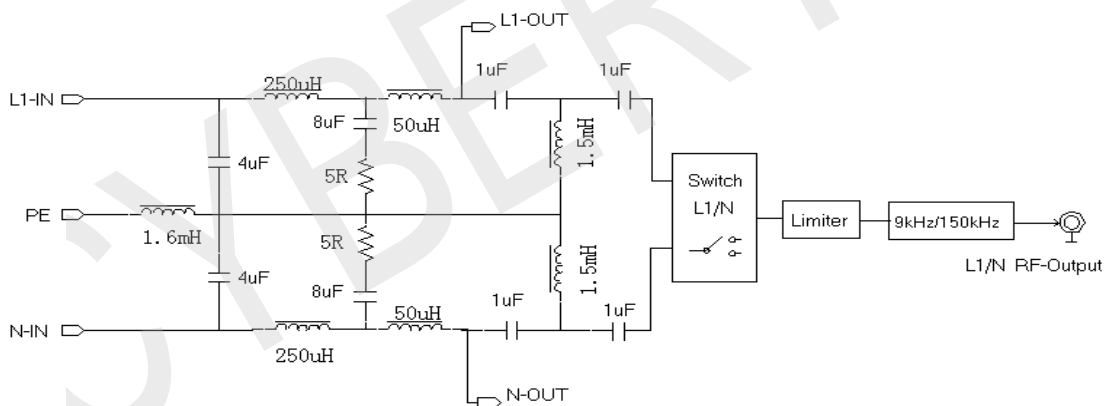 L1-OUT
1uF
1uF
250uH
L1-IN
8uF
50uH
1.5mH
4uF
5R
Switch
L1/N
PE
1.6mH
Limiter
9kHz/150kHz
5R
L1/N RF-Output
4uF
8uF
1.5mH
50uH
1uF
1uF
N-IN
250uH
N-OUT
CYBER